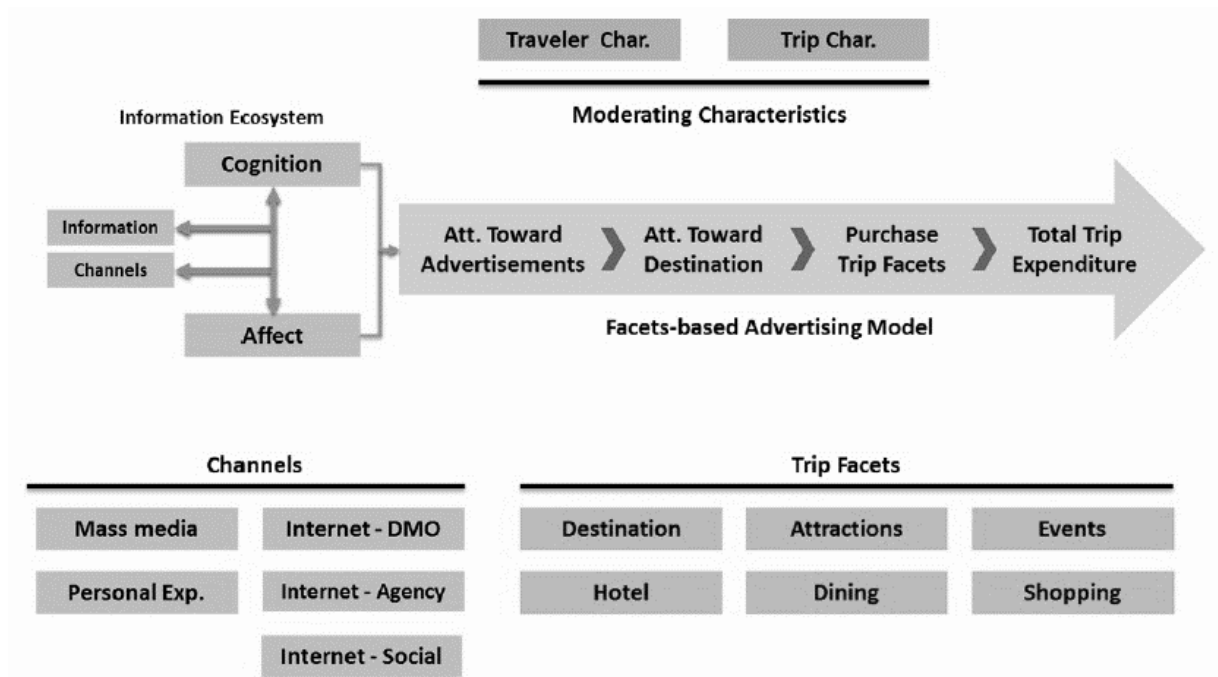 Traveler Char.
Trip Char.
Moderating Characteristics
Information Ecosystem
Cognition
Information
Channels
Affect
Att. Toward
Advertisements
Att. Toward
Destination
Purchase
Trip Facets
Total Trip
Expenditure
Facets-based Advertising Model
Channels
Mass media
Internet - DMO
Personal Exp.
Internet - Agency
Internet - Social
Trip Facets
Destination
Attractions
Events
Hotel
Dining
Shopping